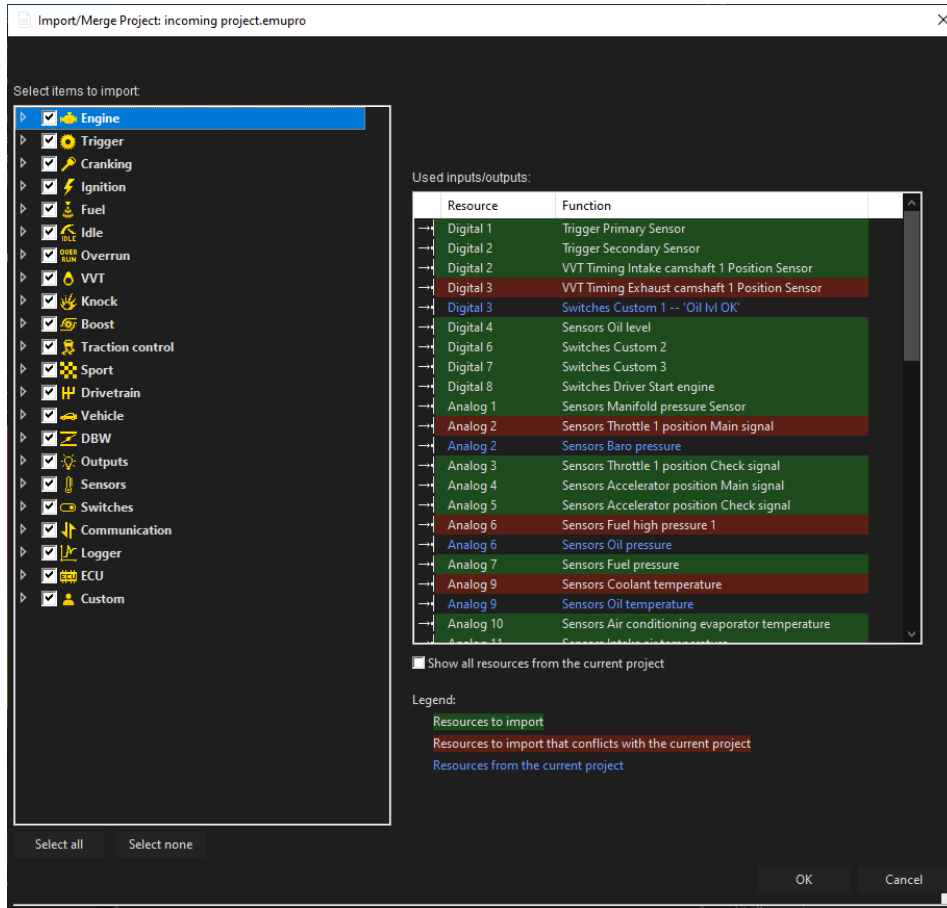 Import/Merge Project: incoming project.emupro
Select items to import:
Engine
Trigger
Cranking
Ignition
Fuel
IDLE Idle
OVER RUN Overrun
VVT
Knock
Boost
Traction control
Sport
Drivetrain
Vehicle
DBW
Outputs
Sensors
Switches
Communication
Logger
ECU ECU
Custom
Select all Select none
Used inputs/outputs:
Resource Function
Digital 1 Trigger Primary Sensor
Digital 2 Trigger Secondary Sensor
Digital 2 VVT Timing Intake camshaft 1 Position Sensor
Digital 3 VVT Timing Exhaust camshaft 1 Position Sensor
Digital 3 Switches Custom 1 -- 'Oil lvl OK'
Digital 4 Sensors Oil level
Digital 6 Switches Custom 2
Digital 7 Switches Custom 3
Digital 8 Switches Driver Start engine
Analog 1 Sensors Manifold pressure Sensor
Analog 2 Sensors Throttle 1 position Main signal
Analog 2 Sensors Baro pressure
Analog 3 Sensors Throttle 1 position Check signal
Analog 4 Sensors Accelerator position Main signal
Analog 5 Sensors Accelerator position Check signal
Analog 6 Sensors Fuel high pressure 1
Analog 6 Sensors Oil pressure
Analog 7 Sensors Fuel pressure
Analog 9 Sensors Coolant temperature
Analog 9 Sensors Oil temperature
Analog 10 Sensors Air conditioning evaporator temperature
Analog 11 Sensors Intake air temperature
Show all resources from the current project
Legend:
Resources to import
Resources to import that conflicts with the current project
Resources from the current project
OK Cancel